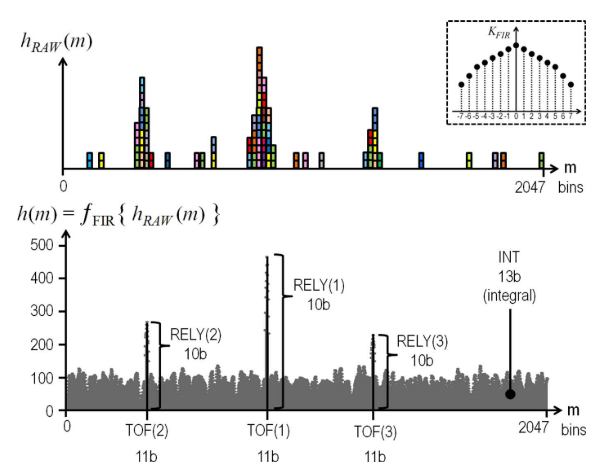 h_RAW(m)
K_FIR
-7 -6 -5 -4 -3 -2 -1 0 1 2 3 4 5 6 7
m
0
2047
bins
h(m) = f_FIR{ h_RAW(m) }
500
400
300
200
100
0
RELY(2)
10b
RELY(1)
10b
RELY(3)
10b
INT
13b
(integral)
m
0
TOF(2)
TOF(1)
TOF(3)
2047
bins
11b
11b
11b